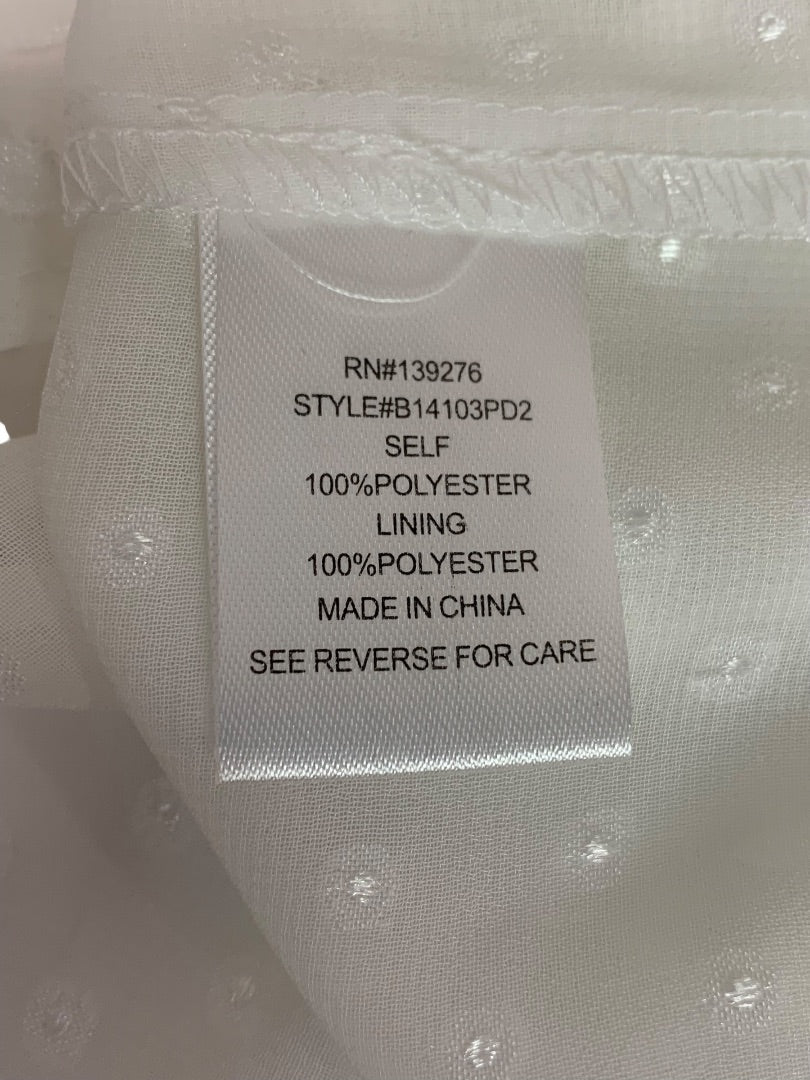 RN#139276
STYLE#B14103PD2
SELF
100%POLYESTER
LINING
100%POLYESTER
MADE IN CHINA
SEE REVERSE FOR CARE